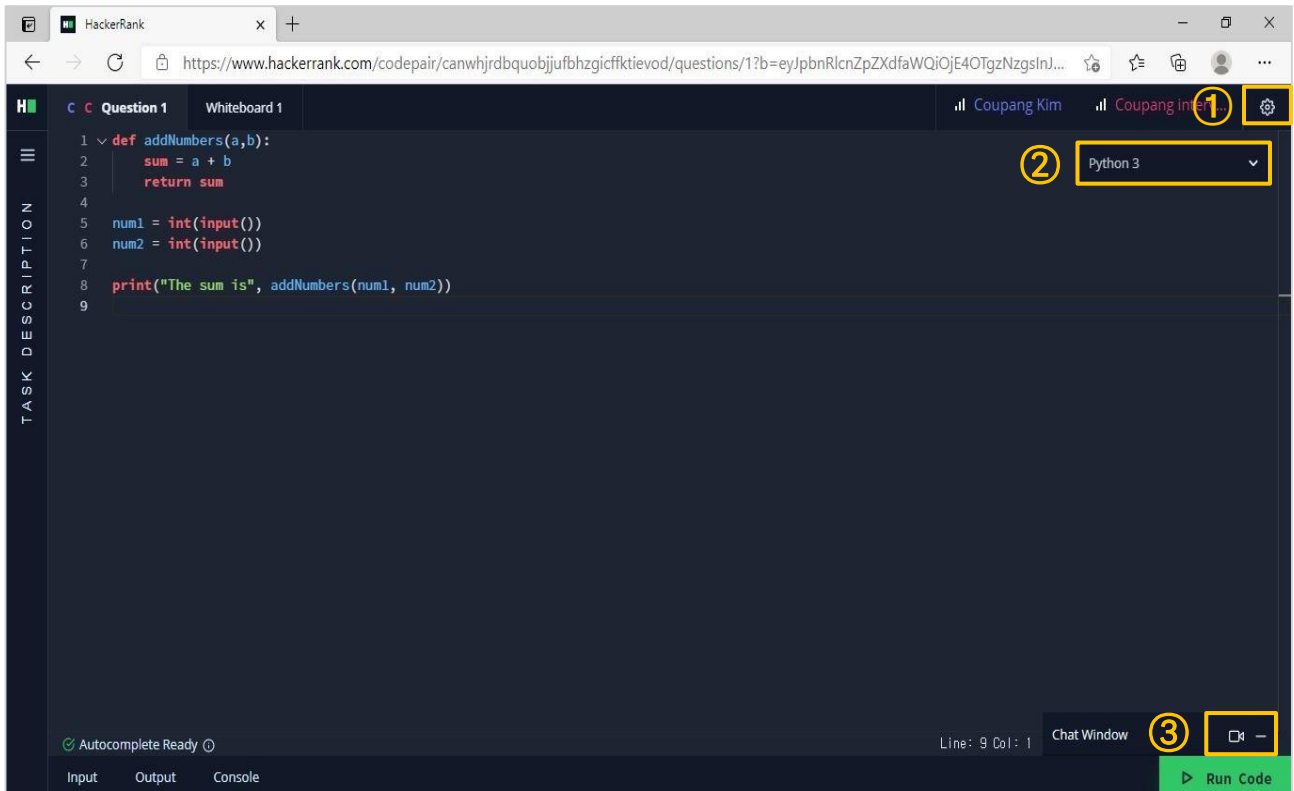 HackerRank
https://www.hackerrank.com/codepair/canwhjrdbquobjjufbhzgicffktievod/questions/1?b=eyJpbnRlcnZpZXdfaWQiOjE4OTgzNzgsInJ...
H
C C Question 1 Whiteboard 1 Coupang Kim Coupang inter... ①
② Python 3
TASK DESCRIPTION
1 def addNumbers(a,b):
2 sum = a + b
3 return sum
4
5 num1 = int(input())
6 num2 = int(input())
7
8 print("The sum is", addNumbers(num1, num2))
9
Autocomplete Ready Line: 9 Col: 1 Chat Window ③
Input Output Console Run Code